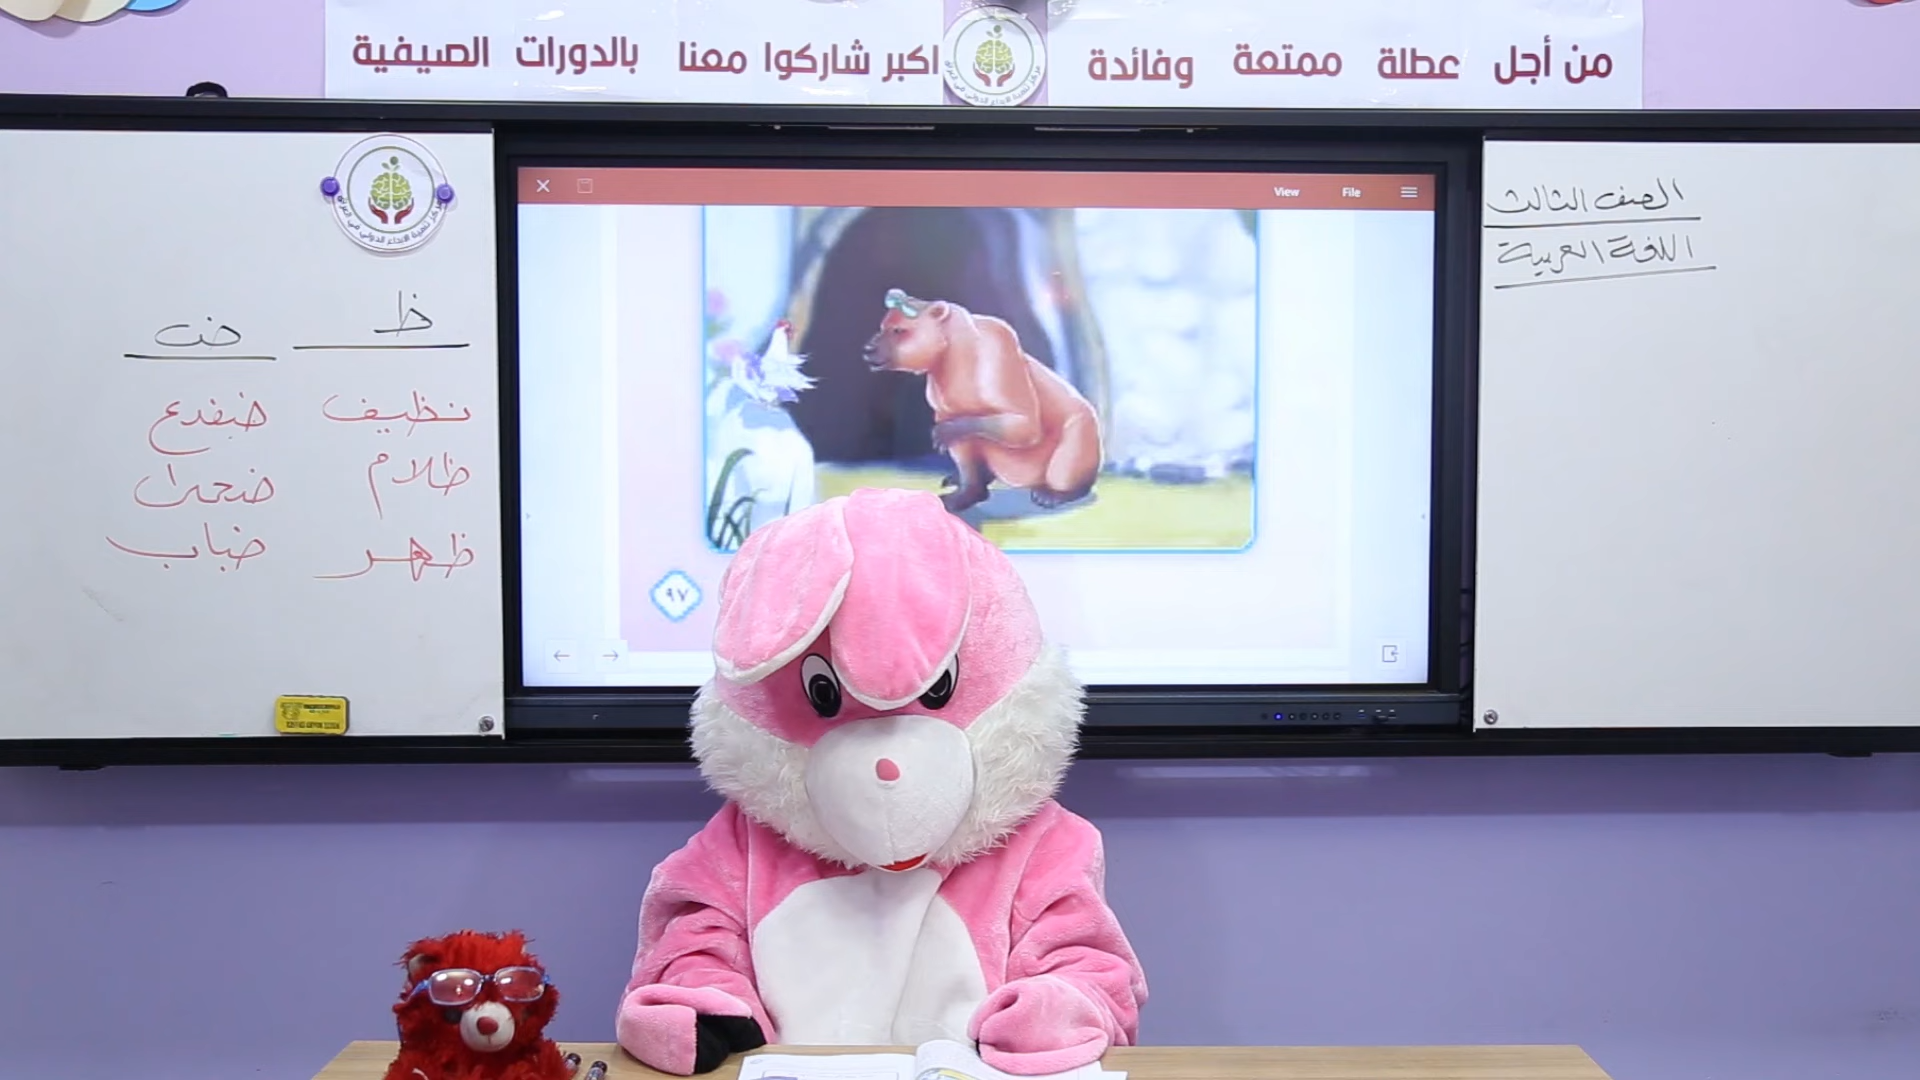 من أجل عطلة ممتعة وفائدة اكبر شاركوا معنا بالدورات الصيفية
الصف الثالث
اللغة العربية
View File
٩٧
ظ ض
نظيف ضفدع
ظلام
ظهر ضباب